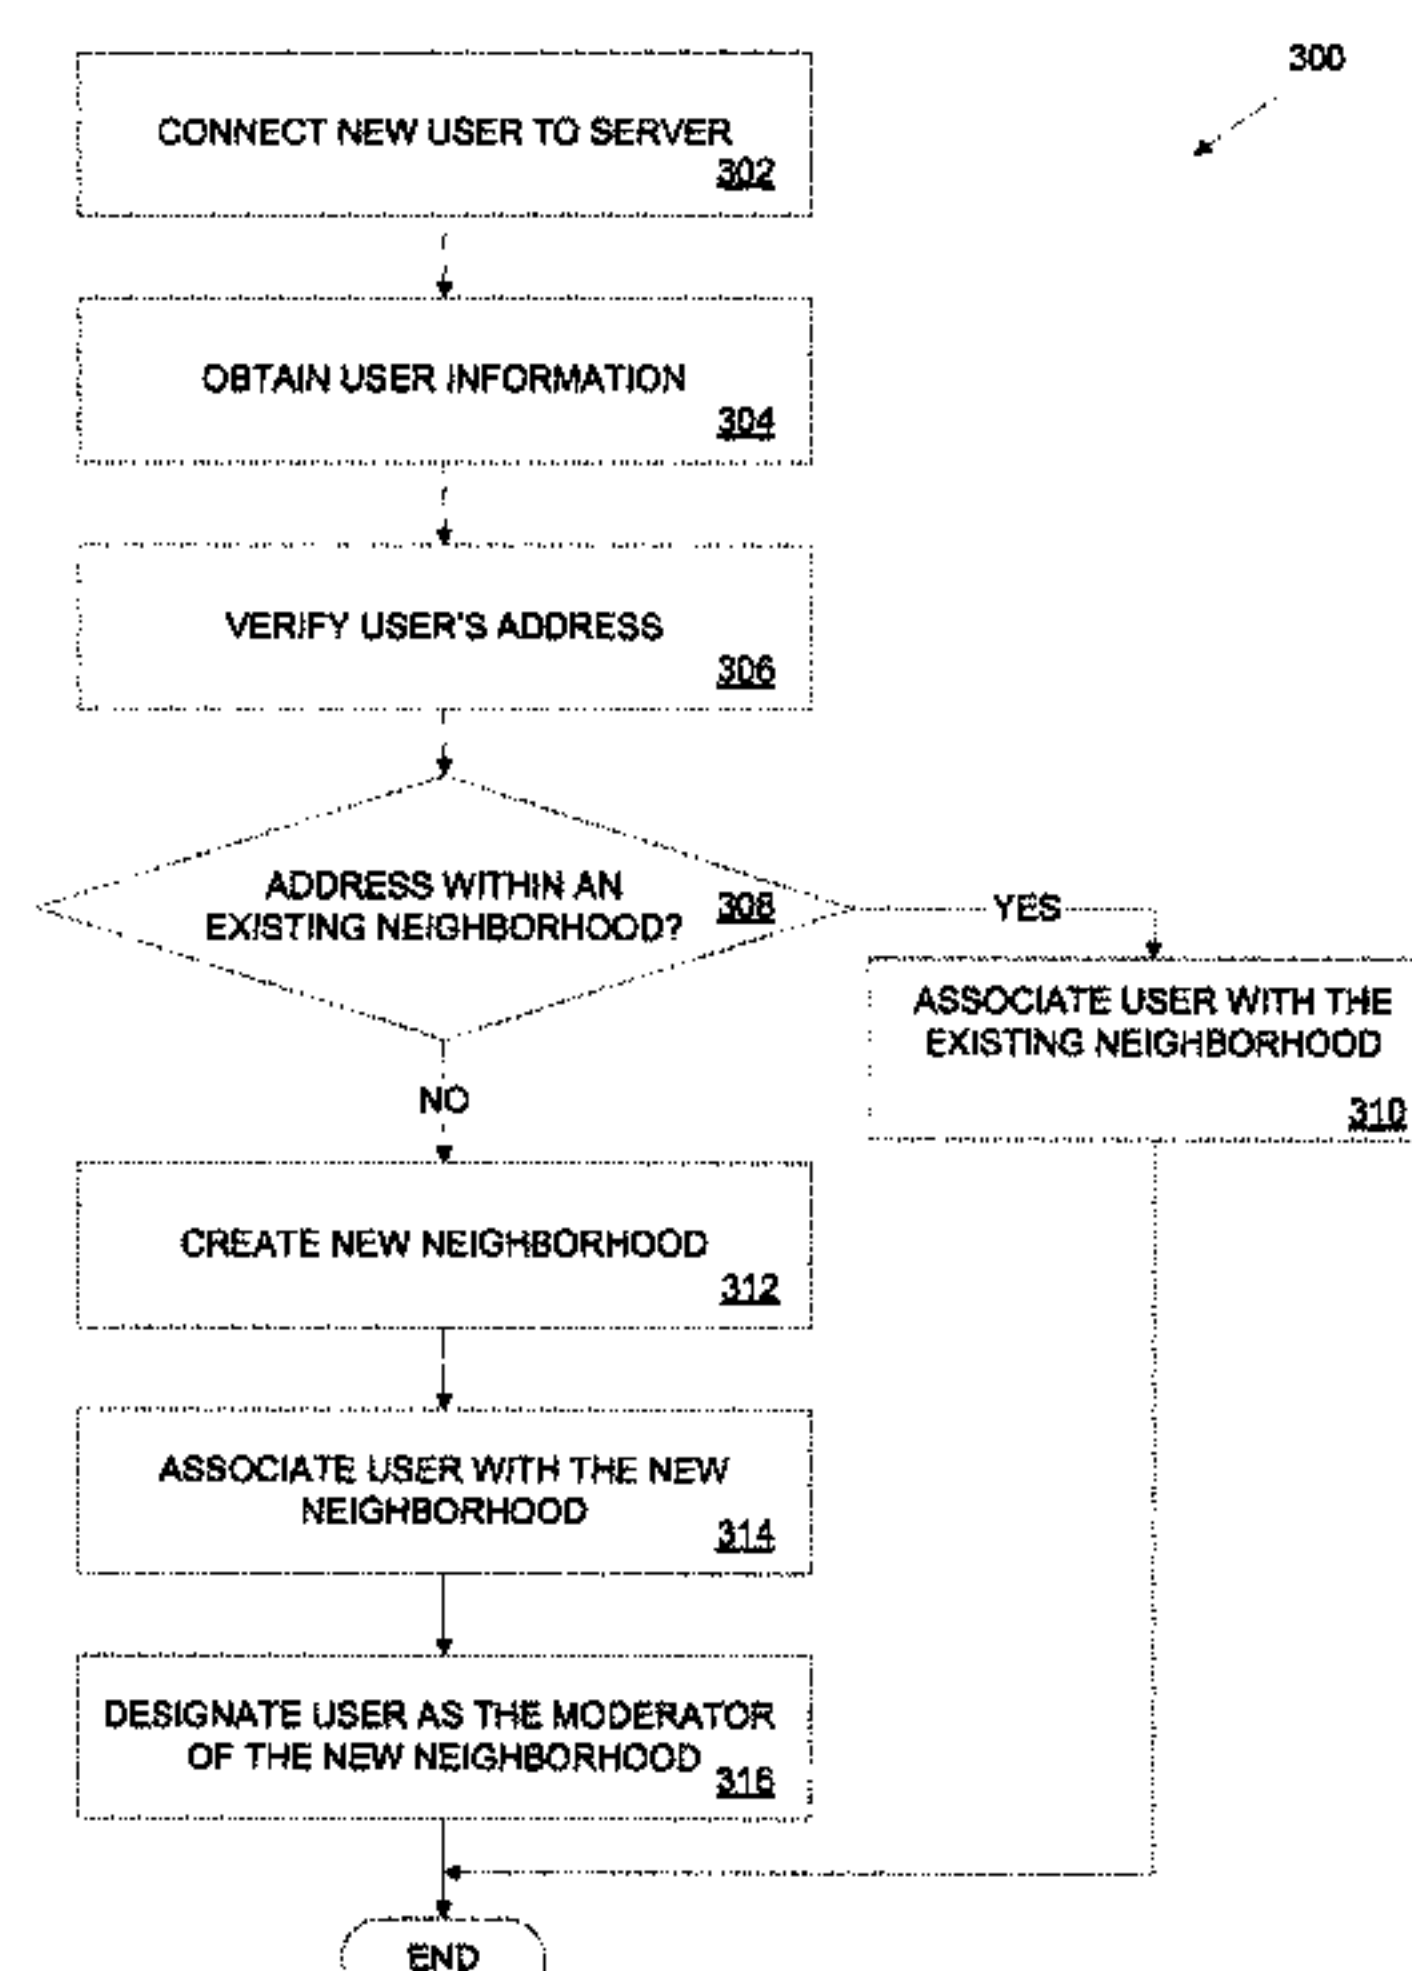 300
CONNECT NEW USER TO SERVER
302
OBTAIN USER INFORMATION
304
VERIFY USER'S ADDRESS
306
ADDRESS WITHIN AN
EXISTING NEIGHBORHOOD?
308
YES
ASSOCIATE USER WITH THE
EXISTING NEIGHBORHOOD
310
NO
CREATE NEW NEIGHBORHOOD
312
ASSOCIATE USER WITH THE NEW
NEIGHBORHOOD
314
DESIGNATE USER AS THE MODERATOR
OF THE NEW NEIGHBORHOOD
316
END